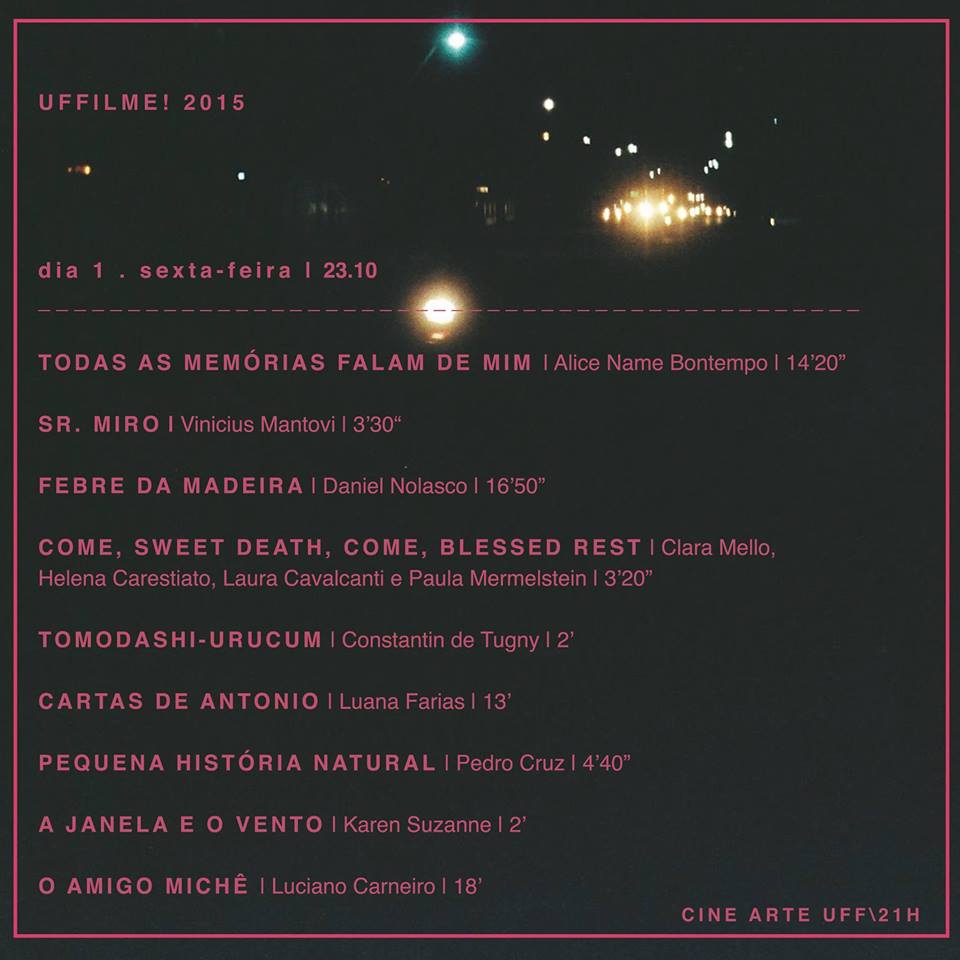 UFFILME! 2015
dia 1 . sexta-feira | 23.10
TODAS AS MEMÓRIAS FALAM DE MIM | Alice Name Bontempo | 14’20”
SR. MIRO | Vinicius Mantovi | 3’30“
FEBRE DA MADEIRA | Daniel Nolasco | 16’50”
COME, SWEET DEATH, COME, BLESSED REST | Clara Mello,
Helena Carestiato, Laura Cavalcanti e Paula Mermelstein | 3’20”
TOMODASHI-URUCUM | Constantin de Tugny | 2’
CARTAS DE ANTONIO | Luana Farias | 13’
PEQUENA HISTÓRIA NATURAL | Pedro Cruz | 4’40”
A JANELA E O VENTO | Karen Suzanne | 2’
O AMIGO MICHÊ | Luciano Carneiro | 18’
CINE ARTE UFF\21H